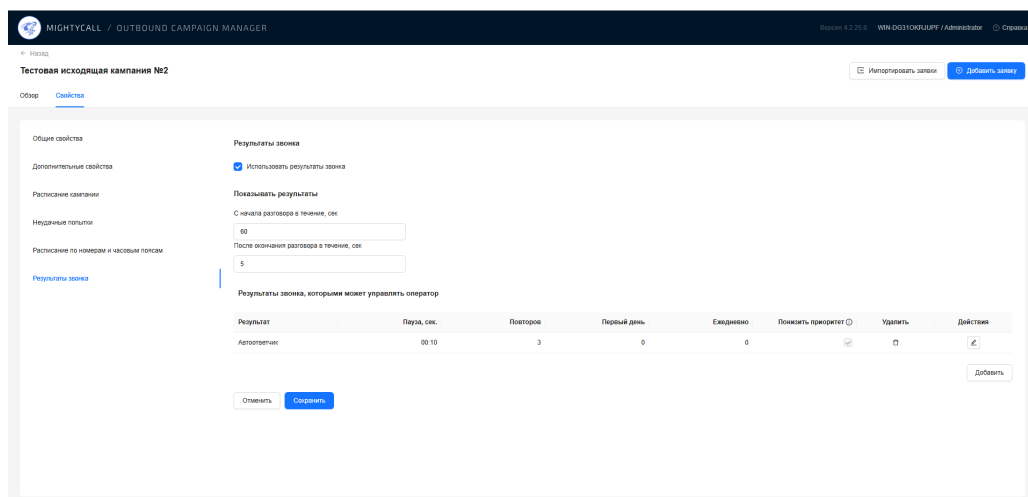 MIGHTYCALL / OUTBOUND CAMPAIGN MANAGER Версия 4.2.25.6 WIN-DG31OKRJUPF / Administrator Справка
← Назад
Тестовая исходящая кампания №2 Импортировать заявки Добавить заявку
Обзор Свойства
Общие свойства
Дополнительные свойства
Расписание кампании
Неудачные попытки
Расписание по номерам и часовым поясам
Результаты звонка
Результаты звонка
Использовать результаты звонка
Показывать результаты
С начала разговора в течение, сек
60
После окончания разговора в течение, сек
5
Результаты звонка, которыми может управлять оператор
Результат Пауза, сек. Повторов Первый день Ежедневно Понизить приоритет Удалить Действия
Автоответчик 00:10 3 0 0
Добавить
Отменить Сохранить